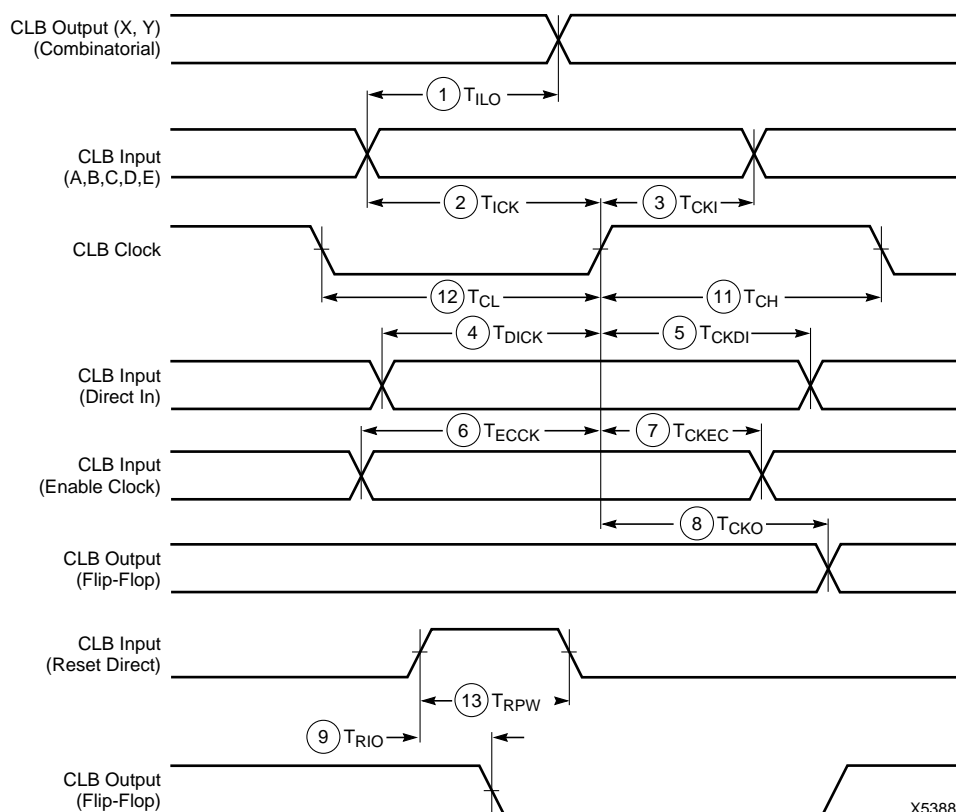 CLB Output (X, Y)
(Combinatorial)
1 TILO
CLB Input
(A,B,C,D,E)
2 TICK
3 TCKI
CLB Clock
12 TCL
11 TCH
4 TDICK
5 TCKDI
CLB Input
(Direct In)
6 TECCK
7 TCKEC
CLB Input
(Enable Clock)
8 TCKO
CLB Output
(Flip-Flop)
CLB Input
(Reset Direct)
13 TRPW
9 TRIO
CLB Output
(Flip-Flop)
X5388